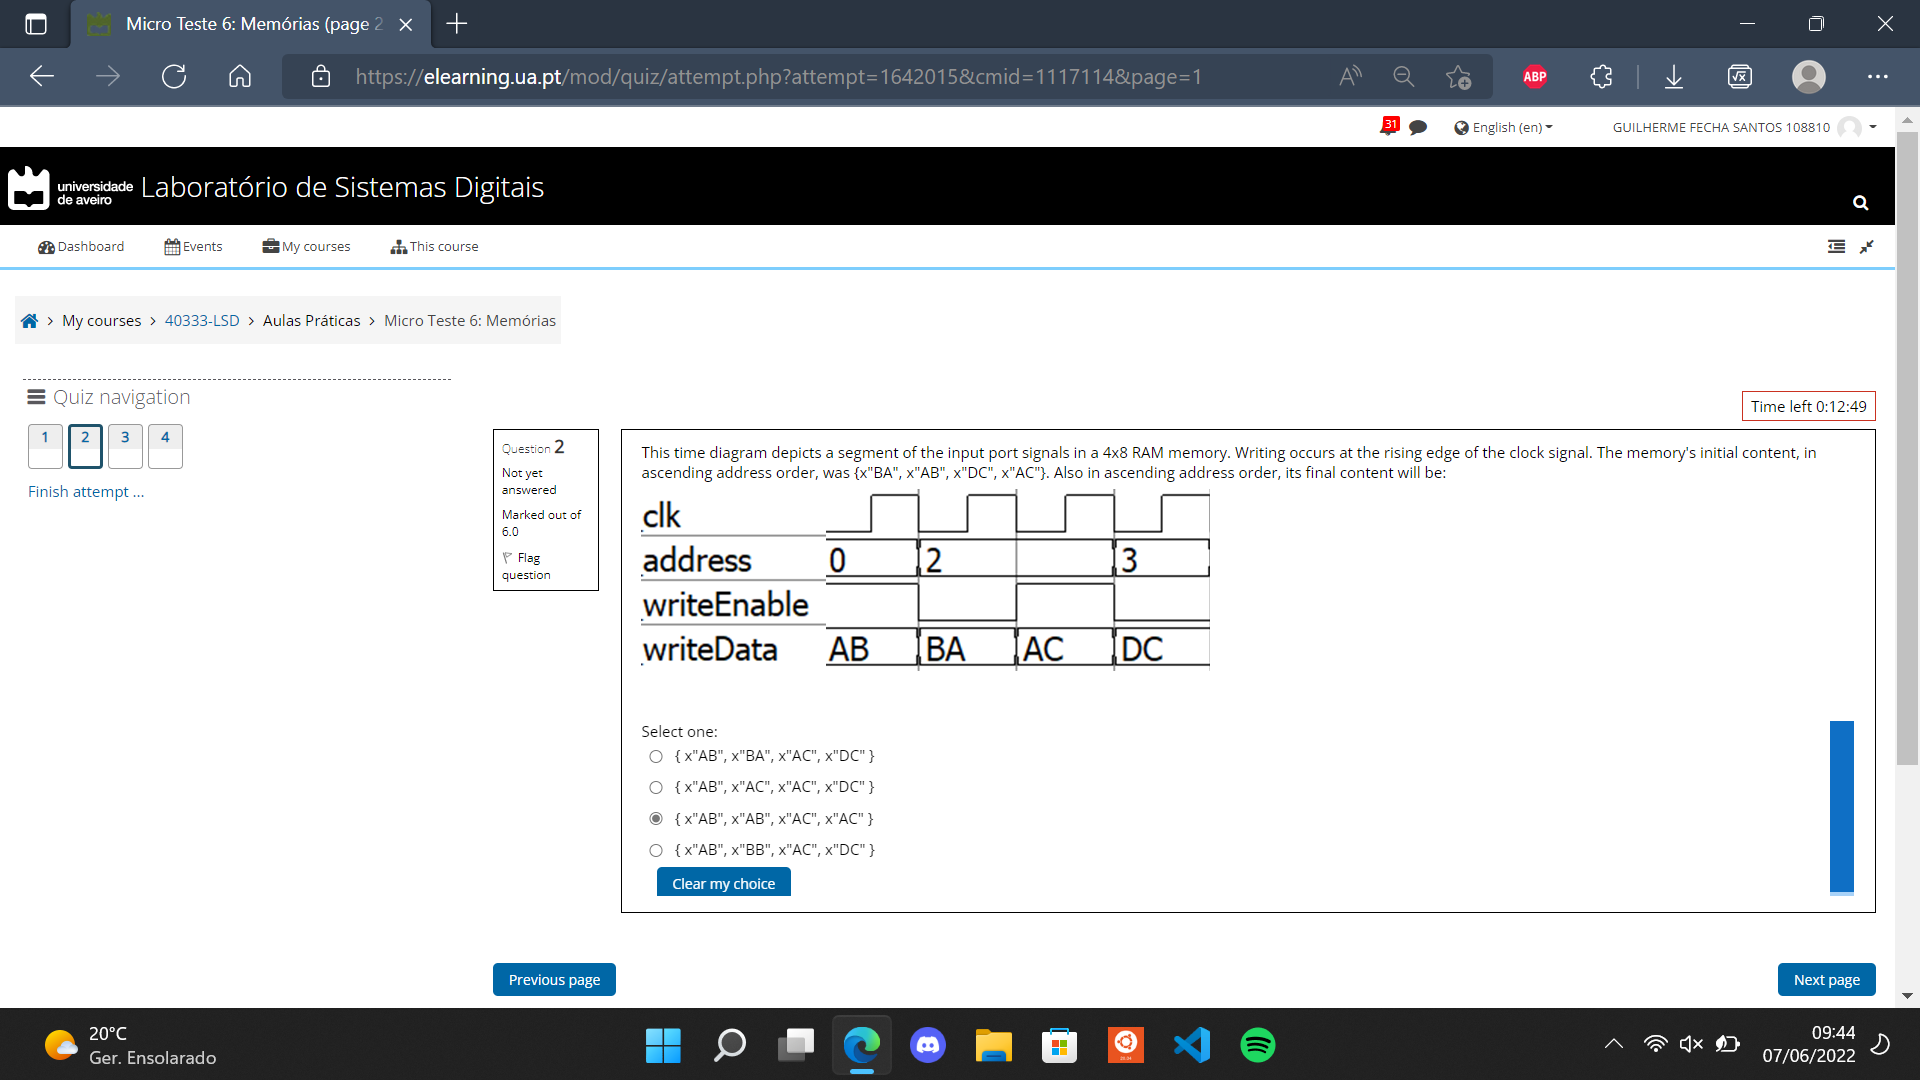 Micro Teste 6: Memórias (page 2
https://elearning.ua.pt/mod/quiz/attempt.php?attempt=1642015&cmid=1117114&page=1
ABP
31
English (en)
GUILHERME FECHA SANTOS 108810
universidade
de aveiro
Laboratório de Sistemas Digitais
Dashboard
Events
My courses
This course
My courses > 40333-LSD > Aulas Práticas > Micro Teste 6: Memórias
Quiz navigation
1 2 3 4
Finish attempt ...
Time left 0:12:49
Question 2
Not yet
answered
Marked out of
6.0
Flag
question
This time diagram depicts a segment of the input port signals in a 4x8 RAM memory. Writing occurs at the rising edge of the clock signal. The memory's initial content, in
ascending address order, was {x"BA", x"AB", x"DC", x"AC"}. Also in ascending address order, its final content will be:
clk
address 0 2 3
writeEnable
writeData AB BA AC DC
Select one:
{ x"AB", x"BA", x"AC", x"DC" }
{ x"AB", x"AC", x"AC", x"DC" }
{ x"AB", x"AB", x"AC", x"AC" }
{ x"AB", x"BB", x"AC", x"DC" }
Clear my choice
Previous page
Next page
20°C
Ger. Ensolarado
09:44
07/06/2022